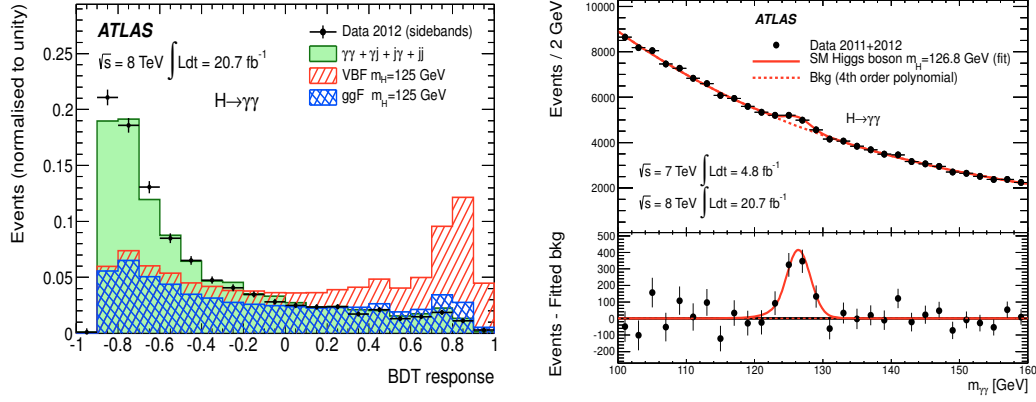 Events (normalised to unity)
0.25
0.2
0.15
0.1
0.05
0
ATLAS
√s = 8 TeV ∫ Ldt = 20.7 fb⁻¹
H→γγ
Data 2012 (sidebands)
γγ + γj + jγ + jj
VBF m_H=125 GeV
ggF m_H=125 GeV
-1 -0.8 -0.6 -0.4 -0.2 0 0.2 0.4 0.6 0.8 1
BDT response
Events / 2 GeV
10000
8000
6000
4000
2000
ATLAS
Data 2011+2012
SM Higgs boson m_H=126.8 GeV (fit)
Bkg (4th order polynomial)
H→γγ
√s = 7 TeV ∫ Ldt = 4.8 fb⁻¹
√s = 8 TeV ∫ Ldt = 20.7 fb⁻¹
Events - Fitted bkg
500
400
300
200
100
0
-100
-200
100 110 120 130 140 150 160
m_γγ [GeV]